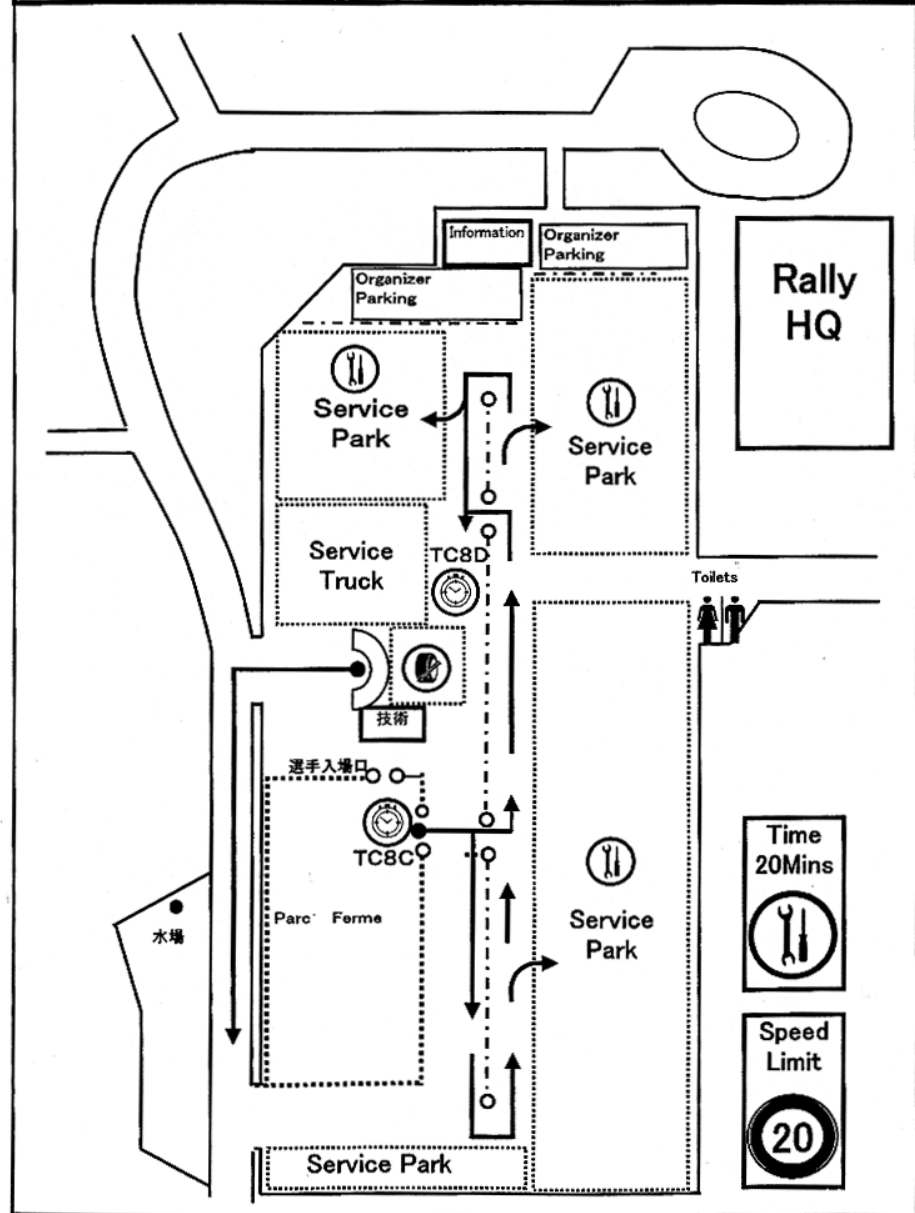 Information
Organizer
Parking
Organizer
Parking
Rally
HQ
Service
Park
Service
Park
Service
Truck
TC8D
Toilets
技術
選手入場口
TC8C
Parc' Ferme
水場
Service
Park
Time
20Mins
Speed
Limit
20
Service Park